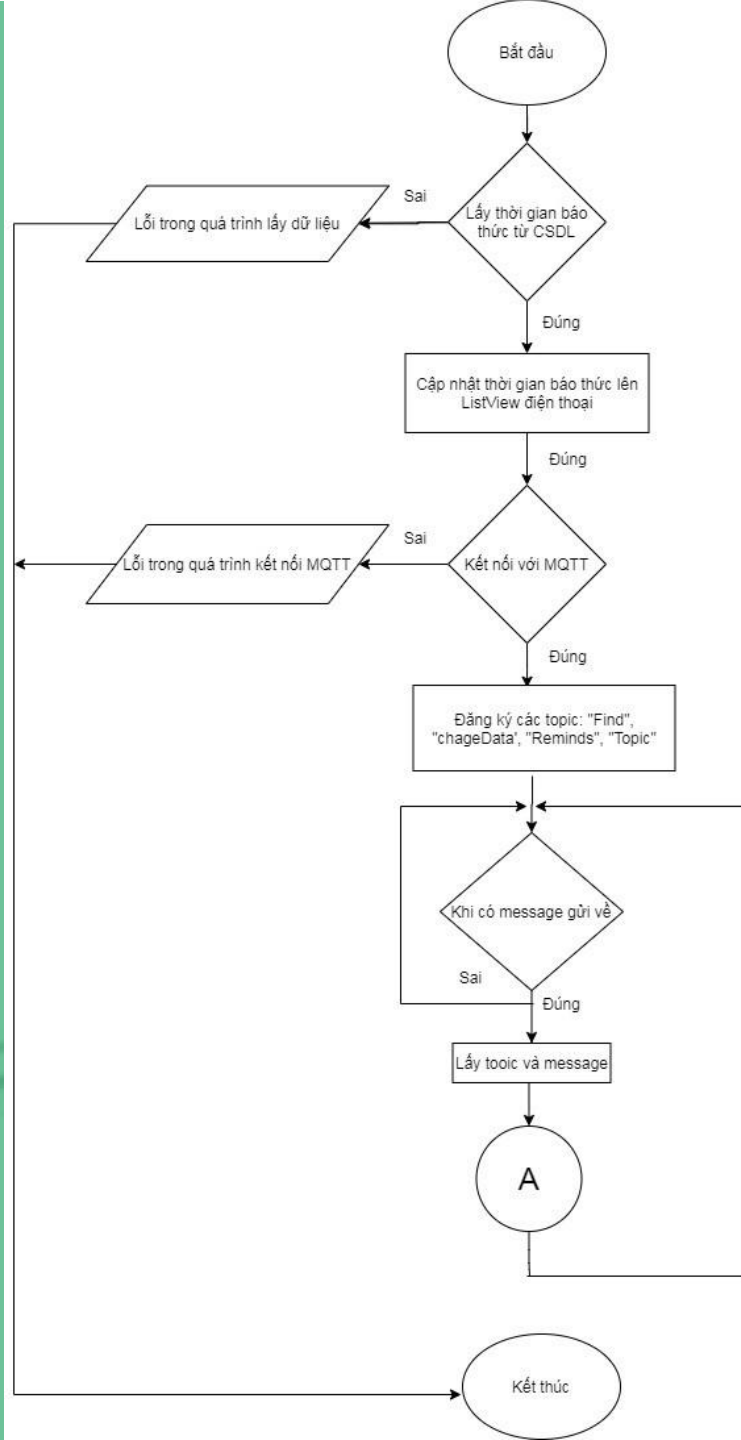 Bắt đầu
Sai
Lỗi trong quá trình lấy dữ liệu
Lấy thời gian báo
thức từ CSDL
Đúng
Cập nhật thời gian báo thức lên
ListView điện thoại
Đúng
Sai
Lỗi trong quá trình kết nối MQTT
Kết nối với MQTT
Đúng
Đăng ký các topic: "Find",
"chageData', "Reminds", "Topic"
Khi có message gửi về
Sai
Đúng
Lấy tooic và message
A
Kết thúc